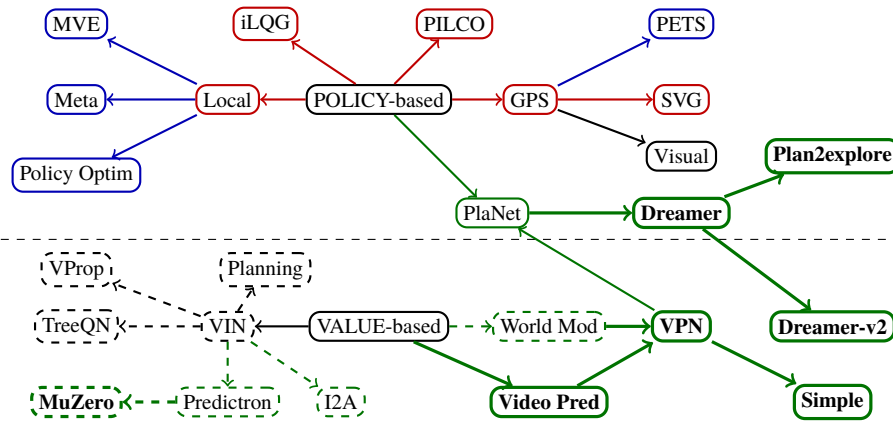 MVE
iLQG
PILCO
PETS
Meta
Local
POLICY-based
GPS
SVG
Policy Optim
Visual
Plan2explore
PlaNet
Dreamer
VProp
Planning
TreeQN
VIN
VALUE-based
World Mod
VPN
Dreamer-v2
MuZero
Predictron
I2A
Video Pred
Simple